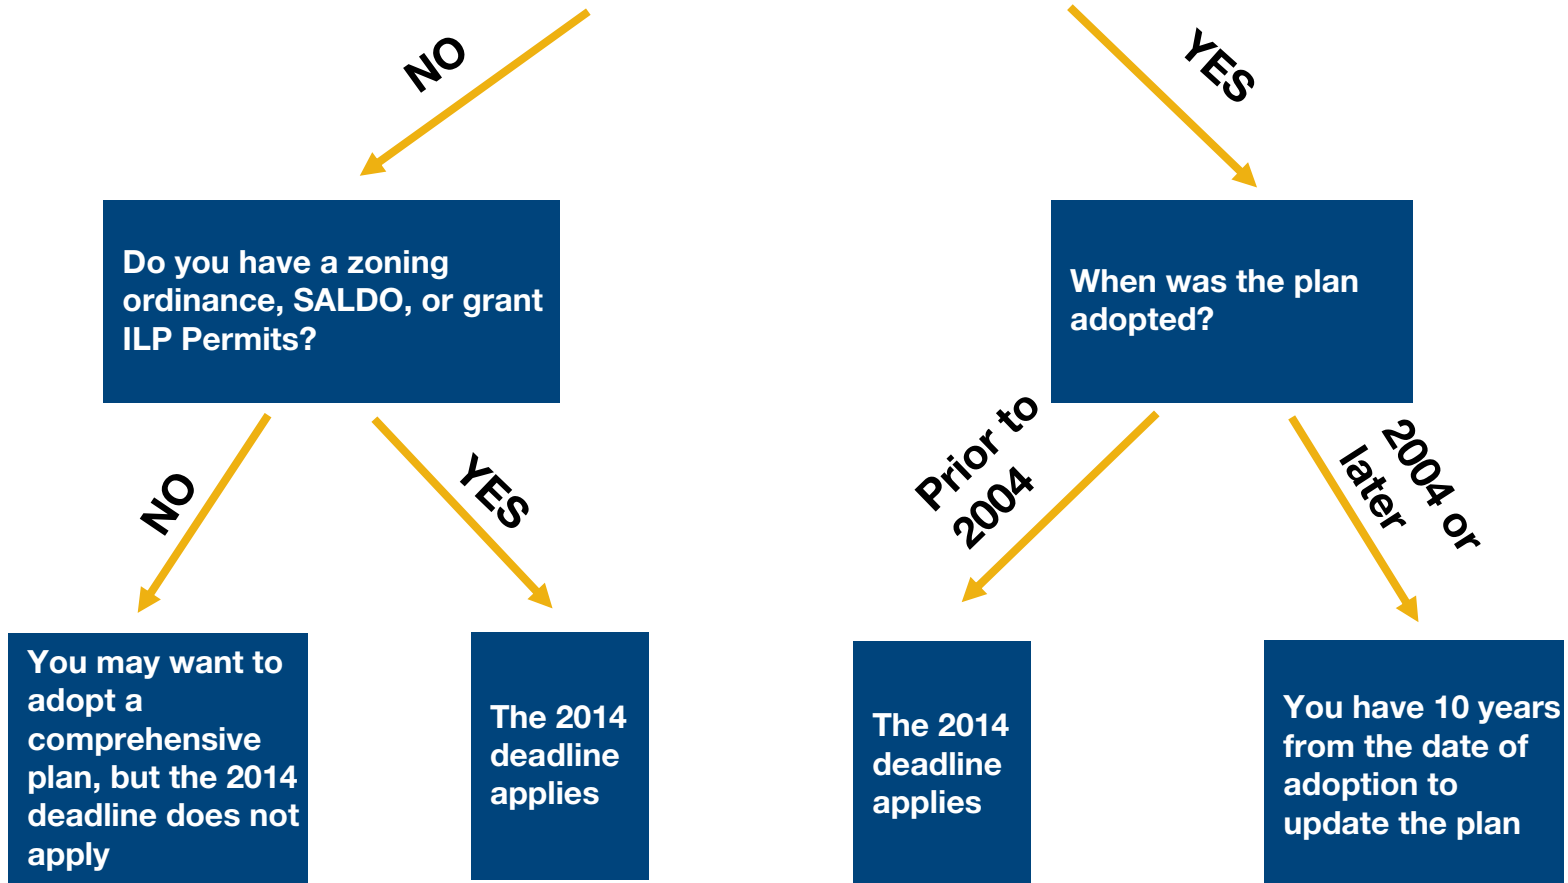 NO
YES
Do you have a zoning
ordinance, SALDO, or grant
ILP Permits?
When was the plan
adopted?
NO
YES
Prior to
2004
2004 or
later
You may want to
adopt a
comprehensive
plan, but the 2014
deadline does not
apply
The 2014
deadline
applies
The 2014
deadline
applies
You have 10 years
from the date of
adoption to
update the plan